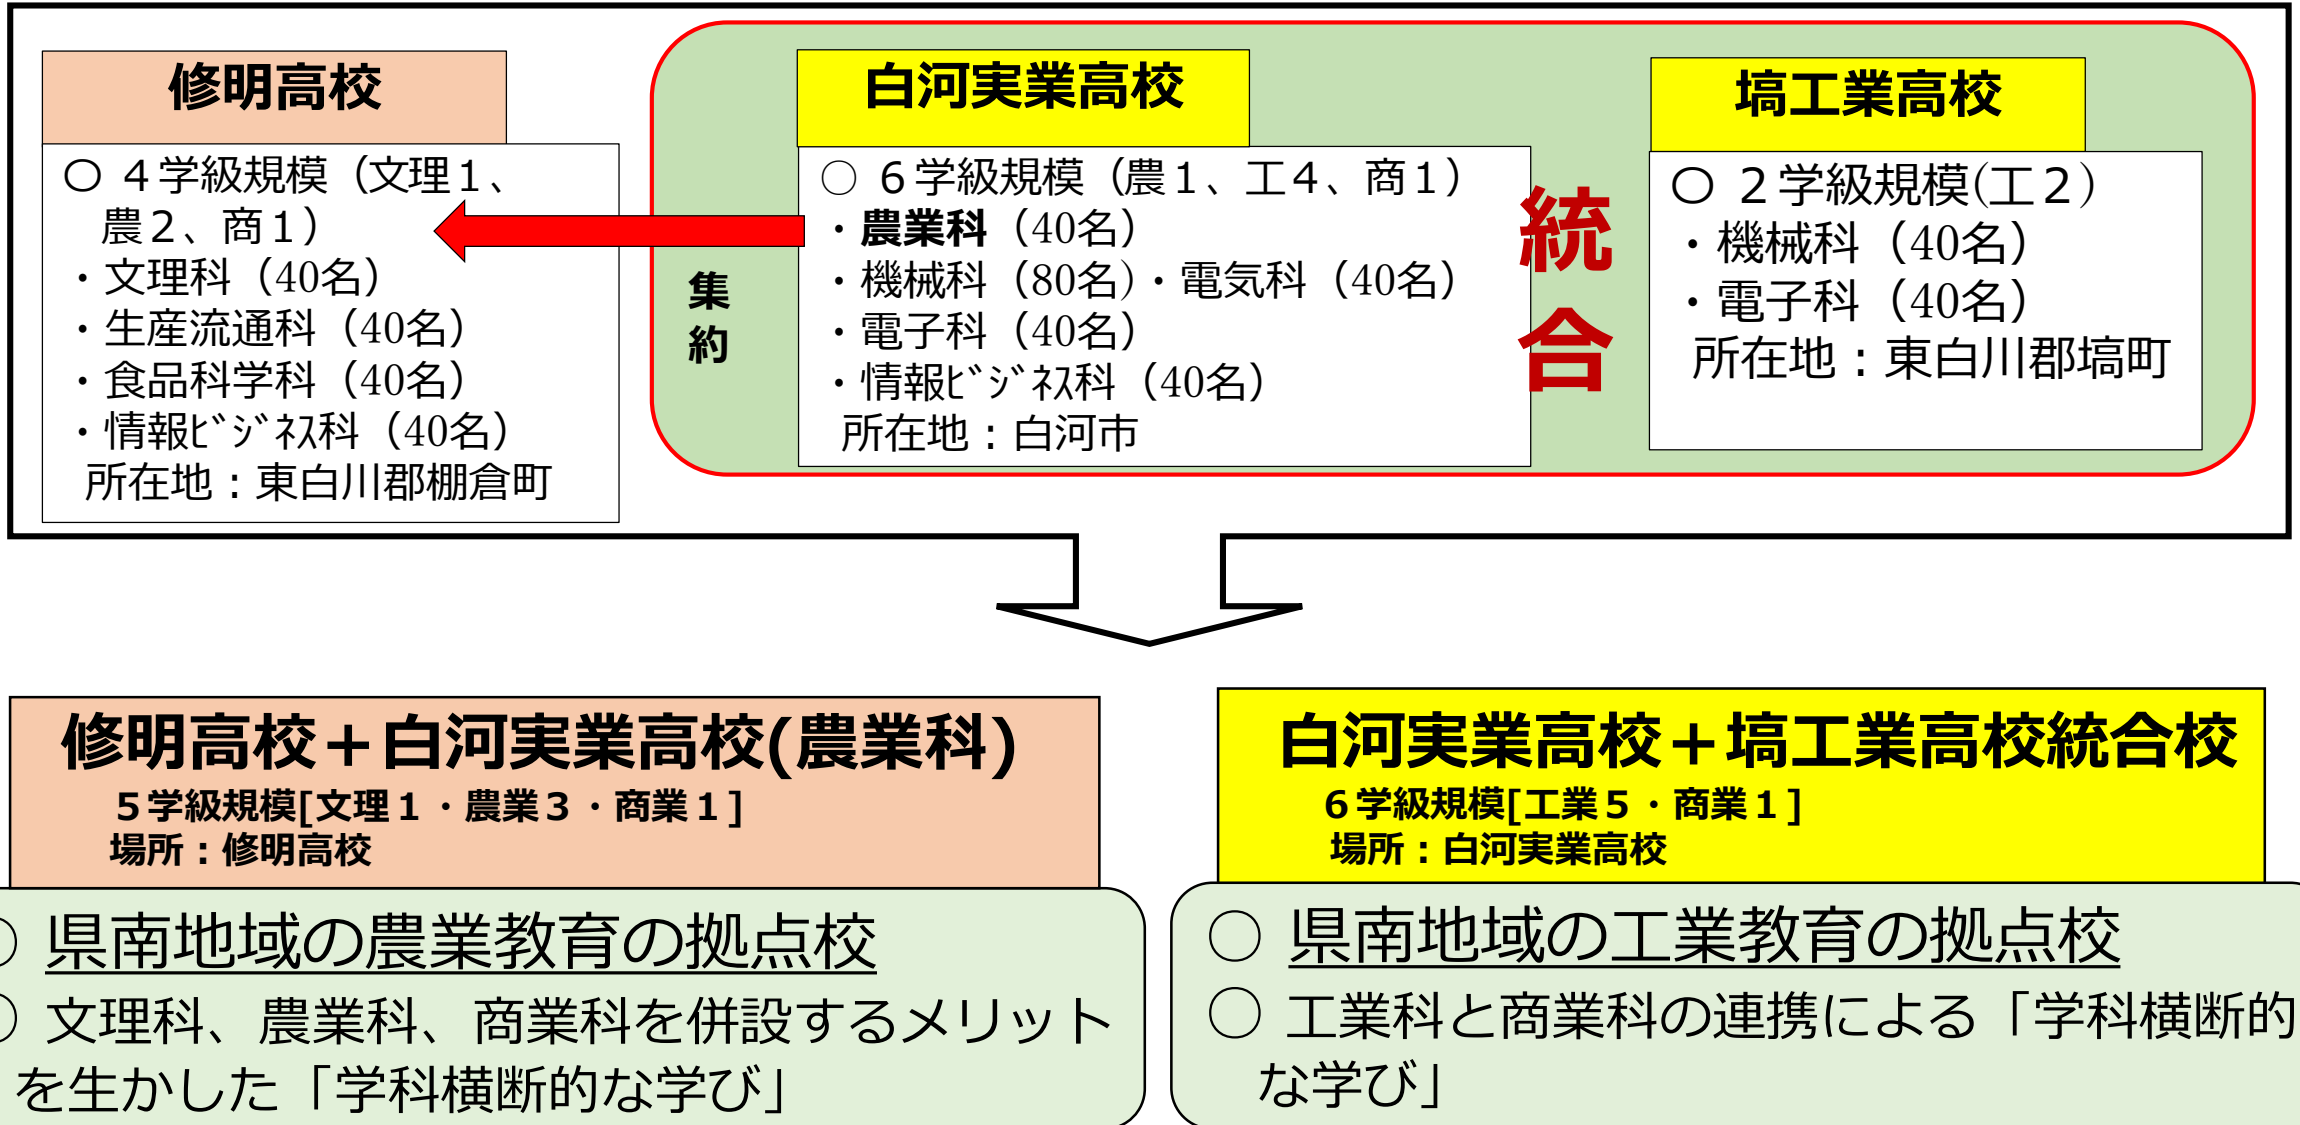 修明高校
〇 ４学級規模（文理１、
農２、商１）
・文理科（40名）
・生産流通科（40名）
・食品科学科（40名）
・情報ﾋﾞｼﾞﾈｽ科（40名）
所在地：東白川郡棚倉町
集
約
白河実業高校
○ ６学級規模（農１、工４、商１）
・農業科（40名）
・機械科（80名）・電気科（40名）
・電子科（40名）
・情報ﾋﾞｼﾞﾈｽ科（40名）
所在地：白河市
統
合
塙工業高校
〇 ２学級規模(工２)
・機械科（40名）
・電子科（40名）
所在地：東白川郡塙町
修明高校＋白河実業高校(農業科)
５学級規模[文理１・農業３・商業１]
場所：修明高校
○ 県南地域の農業教育の拠点校
○ 文理科、農業科、商業科を併設するメリット
を生かした「学科横断的な学び」
白河実業高校＋塙工業高校統合校
６学級規模[工業５・商業１]
場所：白河実業高校
○ 県南地域の工業教育の拠点校
○ 工業科と商業科の連携による「学科横断的
な学び」